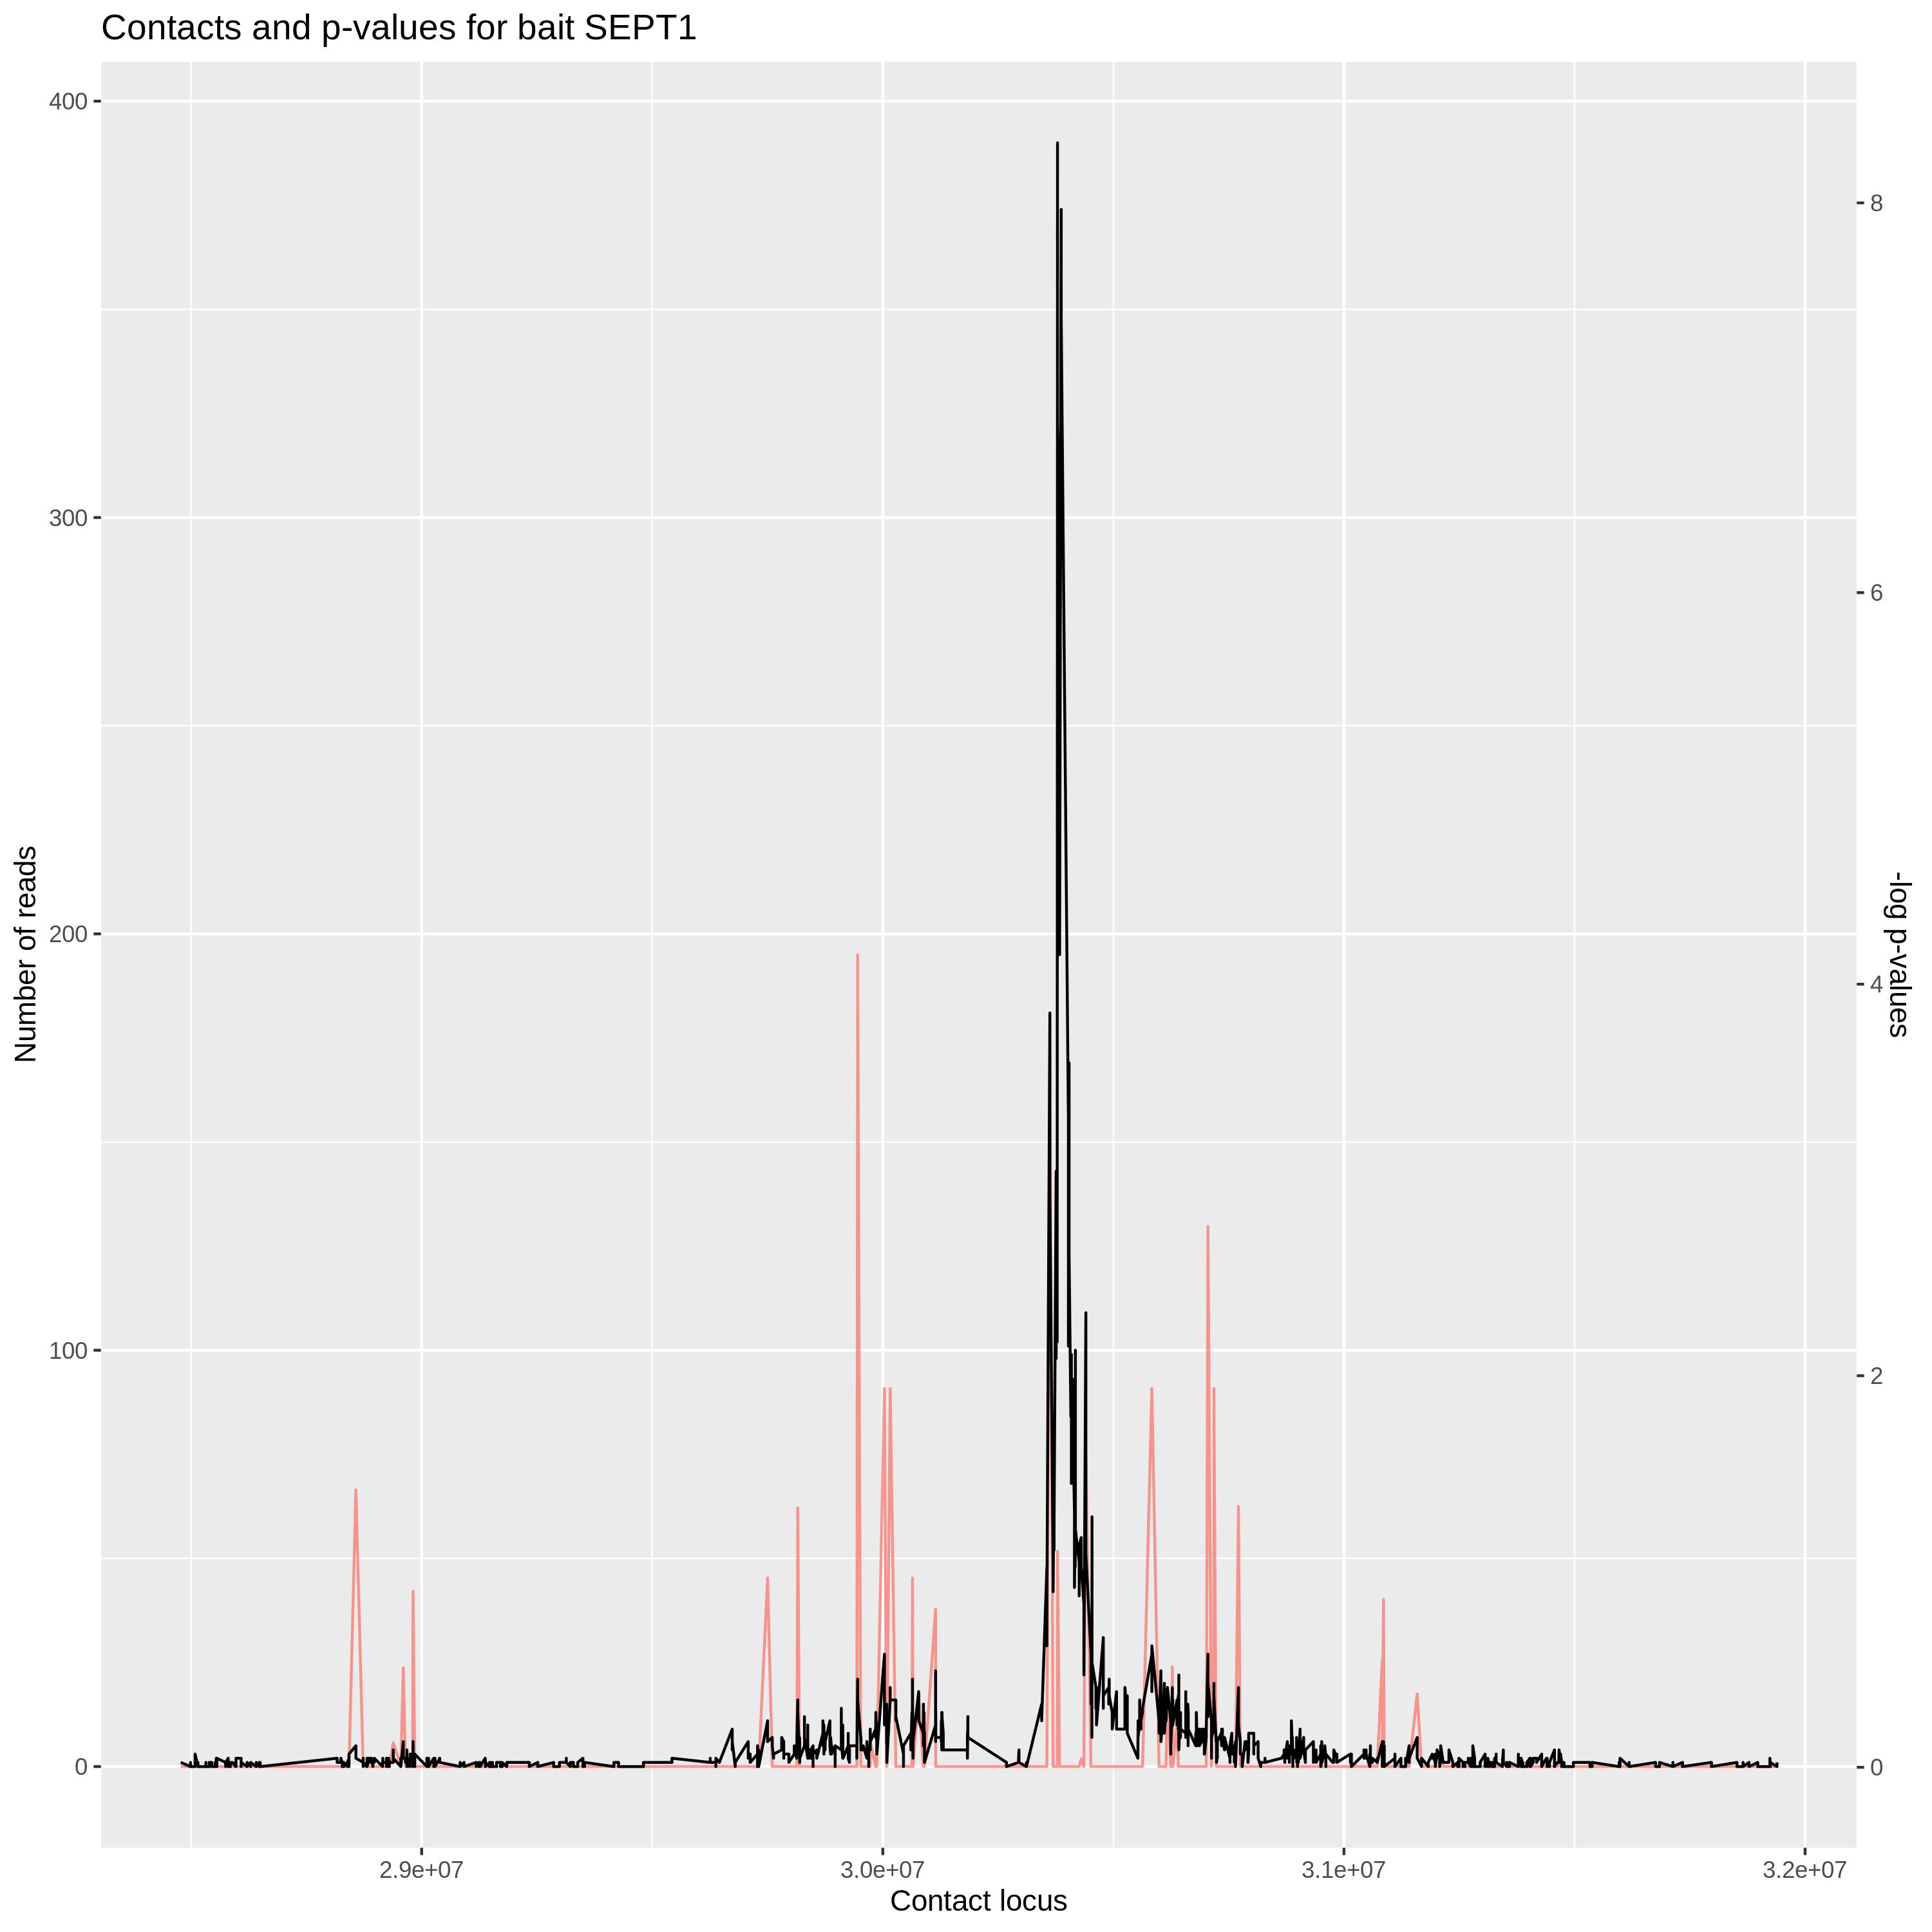 Contacts and p-values for bait SEPT1
400
300
200
100
0
Number of reads
8
6
4
2
0
-log p-values
2.9e+07
3.0e+07
3.1e+07
3.2e+07
Contact locus